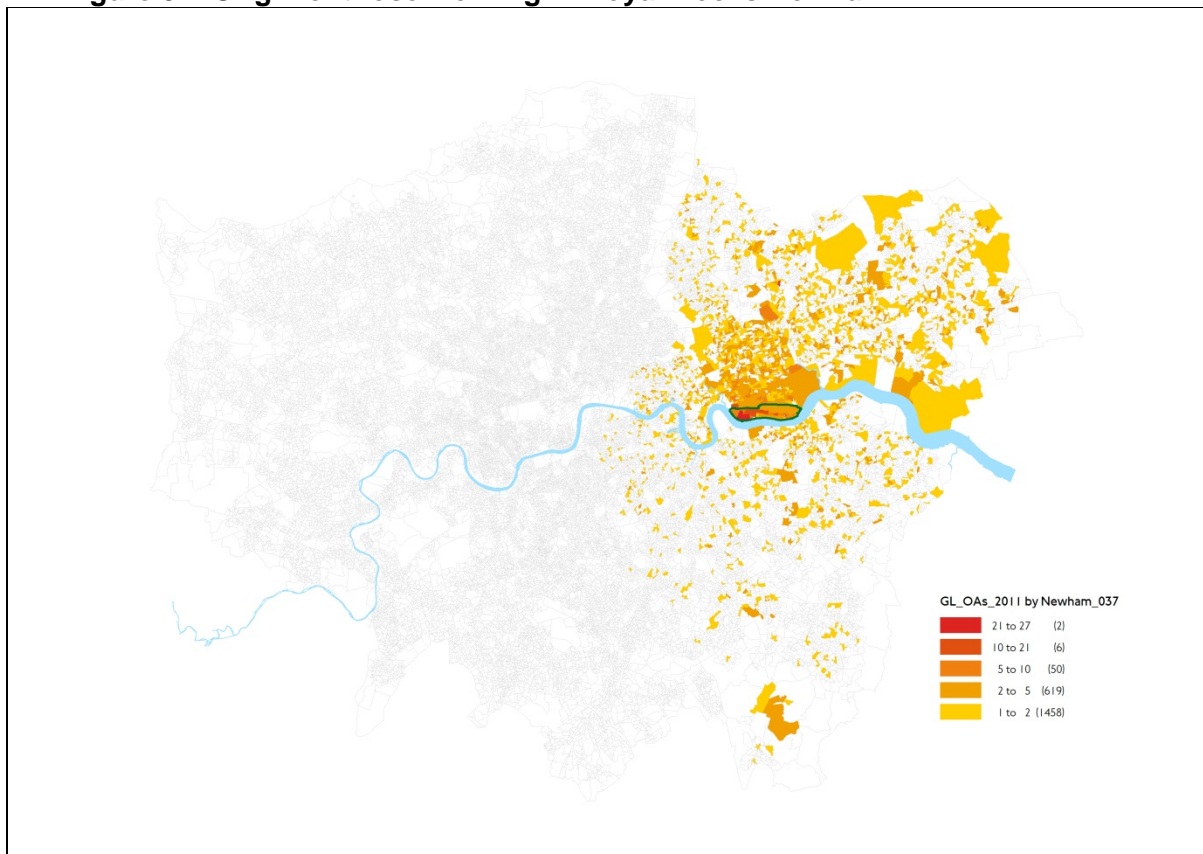 GL_OAs_2011 by Newham_037
21 to 27 (2)
10 to 21 (6)
5 to 10 (50)
2 to 5 (619)
1 to 2 (1458)